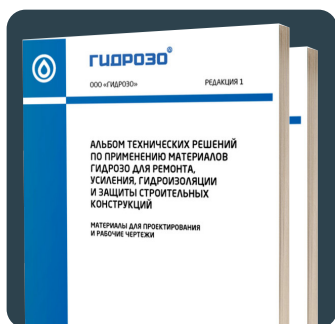 ГИДРОЗО®
ООО «ГИДРОЗО» РЕДАКЦИЯ 1
АЛЬБОМ ТЕХНИЧЕСКИХ РЕШЕНИЙ
ПО ПРИМЕНЕНИЮ МАТЕРИАЛОВ
ГИДРОЗО ДЛЯ РЕМОНТА,
УСИЛЕНИЯ, ГИДРОИЗОЛЯЦИИ
И ЗАЩИТЫ СТРОИТЕЛЬНЫХ
КОНСТРУКЦИЙ
МАТЕРИАЛЫ ДЛЯ ПРОЕКТИРОВАНИЯ
И РАБОЧИЕ ЧЕРТЕЖИ